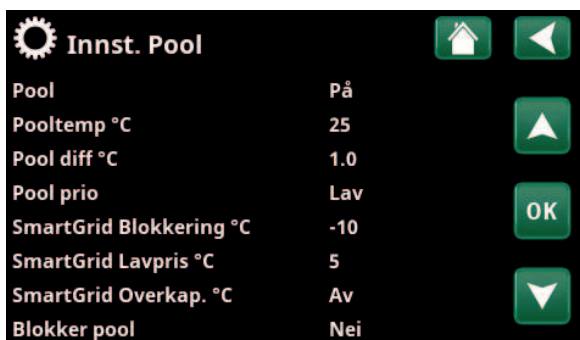 Innst. Pool
Pool På
Pooltemp °C 25
Pool diff °C 1.0
Pool prio Lav
OK
SmartGrid Blokkering °C -10
SmartGrid Lavpris °C 5
SmartGrid Overkap. °C Av
Blokker pool Nei